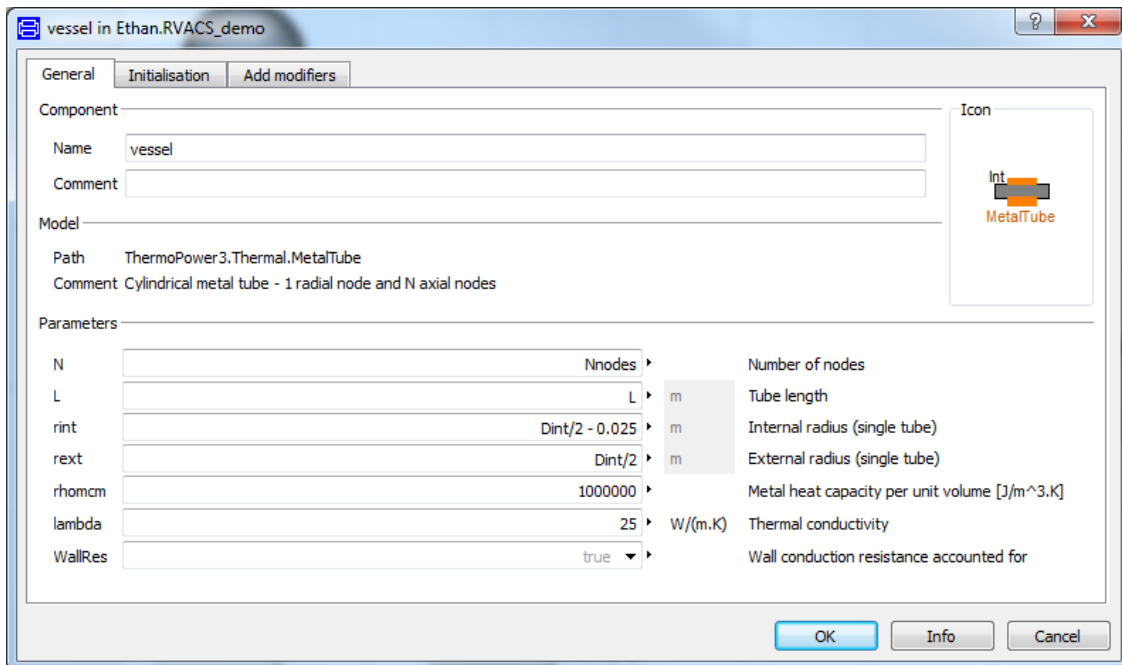 vessel in Ethan.RVACS_demo
?
X
General Initialisation Add modifiers
Component
Icon
Name vessel
Comment
Int
MetalTube
Model
Path ThermoPower3.Thermal.MetalTube
Comment Cylindrical metal tube - 1 radial node and N axial nodes
Parameters
N Nnodes Number of nodes
L L m Tube length
rint Dint/2 - 0.025 m Internal radius (single tube)
rext Dint/2 m External radius (single tube)
rhomcm 1000000 Metal heat capacity per unit volume [J/m^3.K]
lambda 25 W/(m.K) Thermal conductivity
WallRes true Wall conduction resistance accounted for
OK Info Cancel